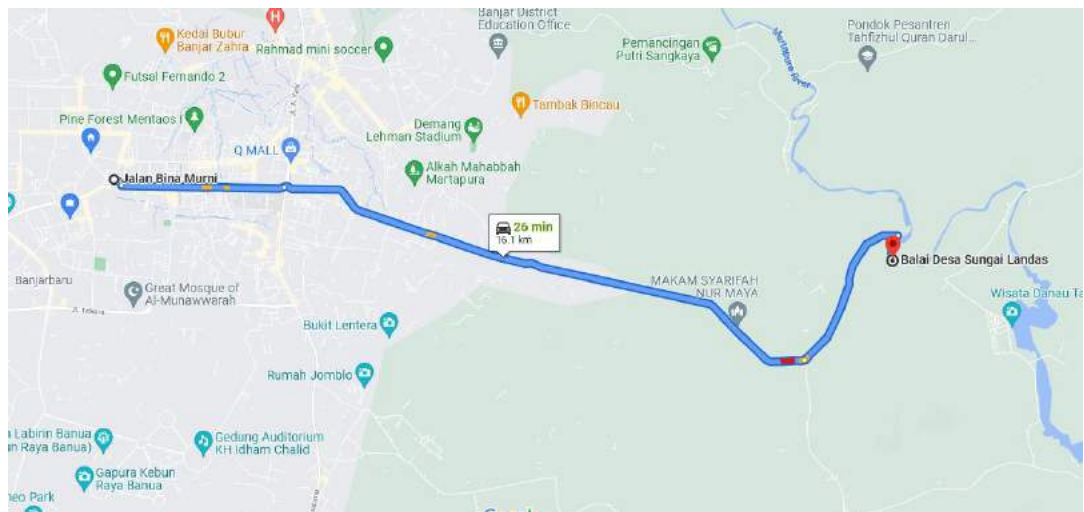 Kedai Bubur
Banjar Zahra
Rahmad mini soccer
Banjar District
Education Office
Pemancingan
Putri Sangkaya
Martapura River
Pondok Pesantren
Tahfizhul Quran Darul...
Futsal Fernando 2
Tambak Bincau
Pine Forest Mentaos I
Demang
Lehman Stadium
Q MALL
Alkah Mahabbah
Martapura
Jalan Bina Murni
26 min
16.1 km
Balai Desa Sungai Landas
Banjarbaru
Great Mosque of
Al-Munawwarah
MAKAM SYARIFAH
NUR MAYA
Wisata Danau Ta
Bukit Lentera
Rumah Jomblo
Labirin Banua
Raya Banua)
Gedung Auditorium
KH Idham Chalid
Gapura Kebun
Raya Banua
neo Park